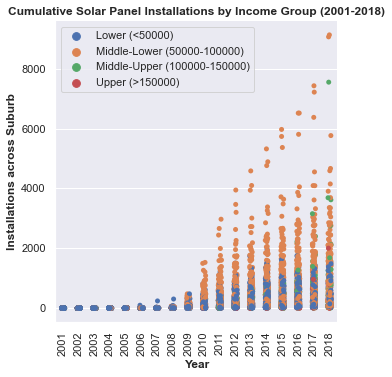 Cumulative Solar Panel Installations by Income Group (2001-2018)
Lower (<50000)
Middle-Lower (50000-100000)
Middle-Upper (100000-150000)
Upper (>150000)
8000
6000
4000
2000
0
Installations across Suburb
2001 2002 2003 2004 2005 2006 2007 2008 2009 2010 2011 2012 2013 2014 2015 2016 2017 2018
Year